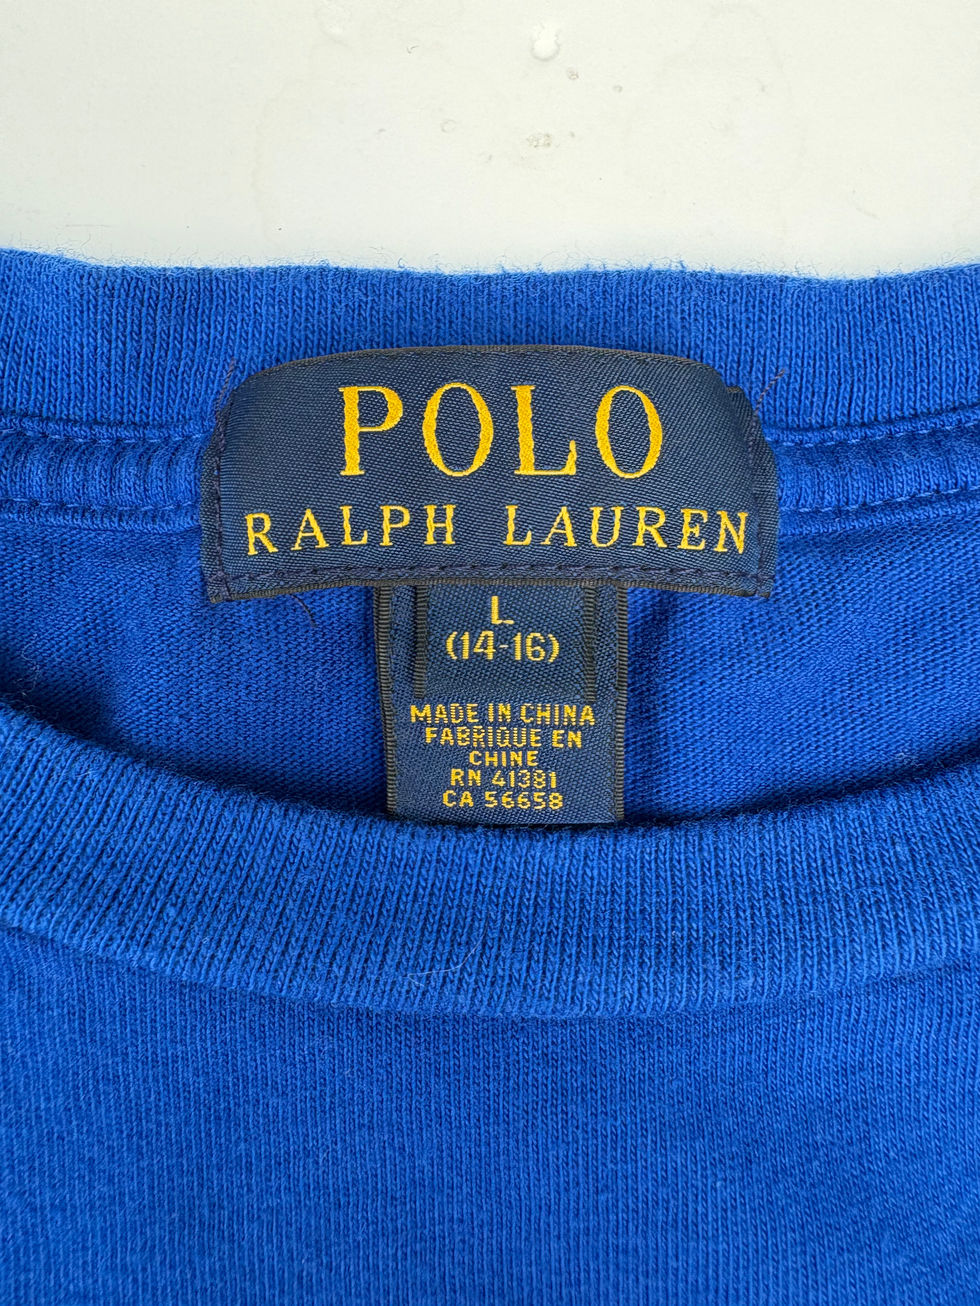 POLO
RALPH LAUREN
L
(14-16)
MADE IN CHINA
FABRIQUE EN
CHINE
RN 41381
CA 56658